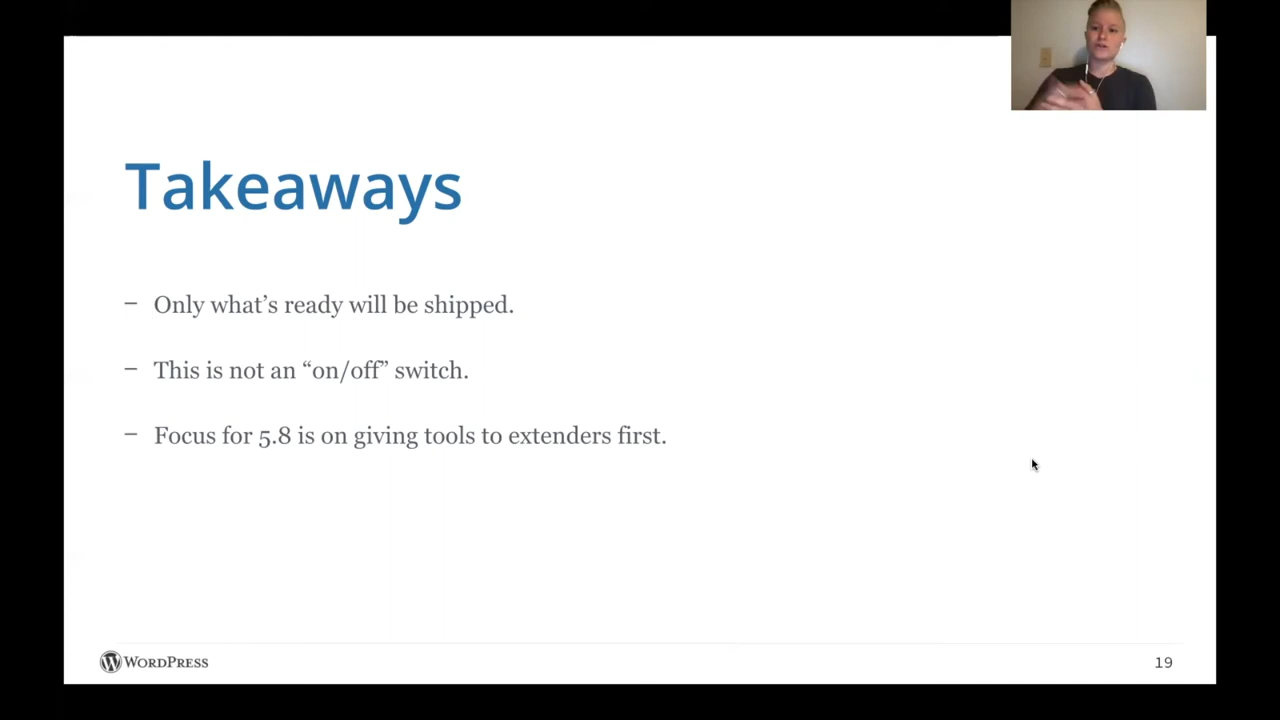 Takeaways
– Only what’s ready will be shipped.
– This is not an “on/off” switch.
– Focus for 5.8 is on giving tools to extenders first.
WORDPRESS
19